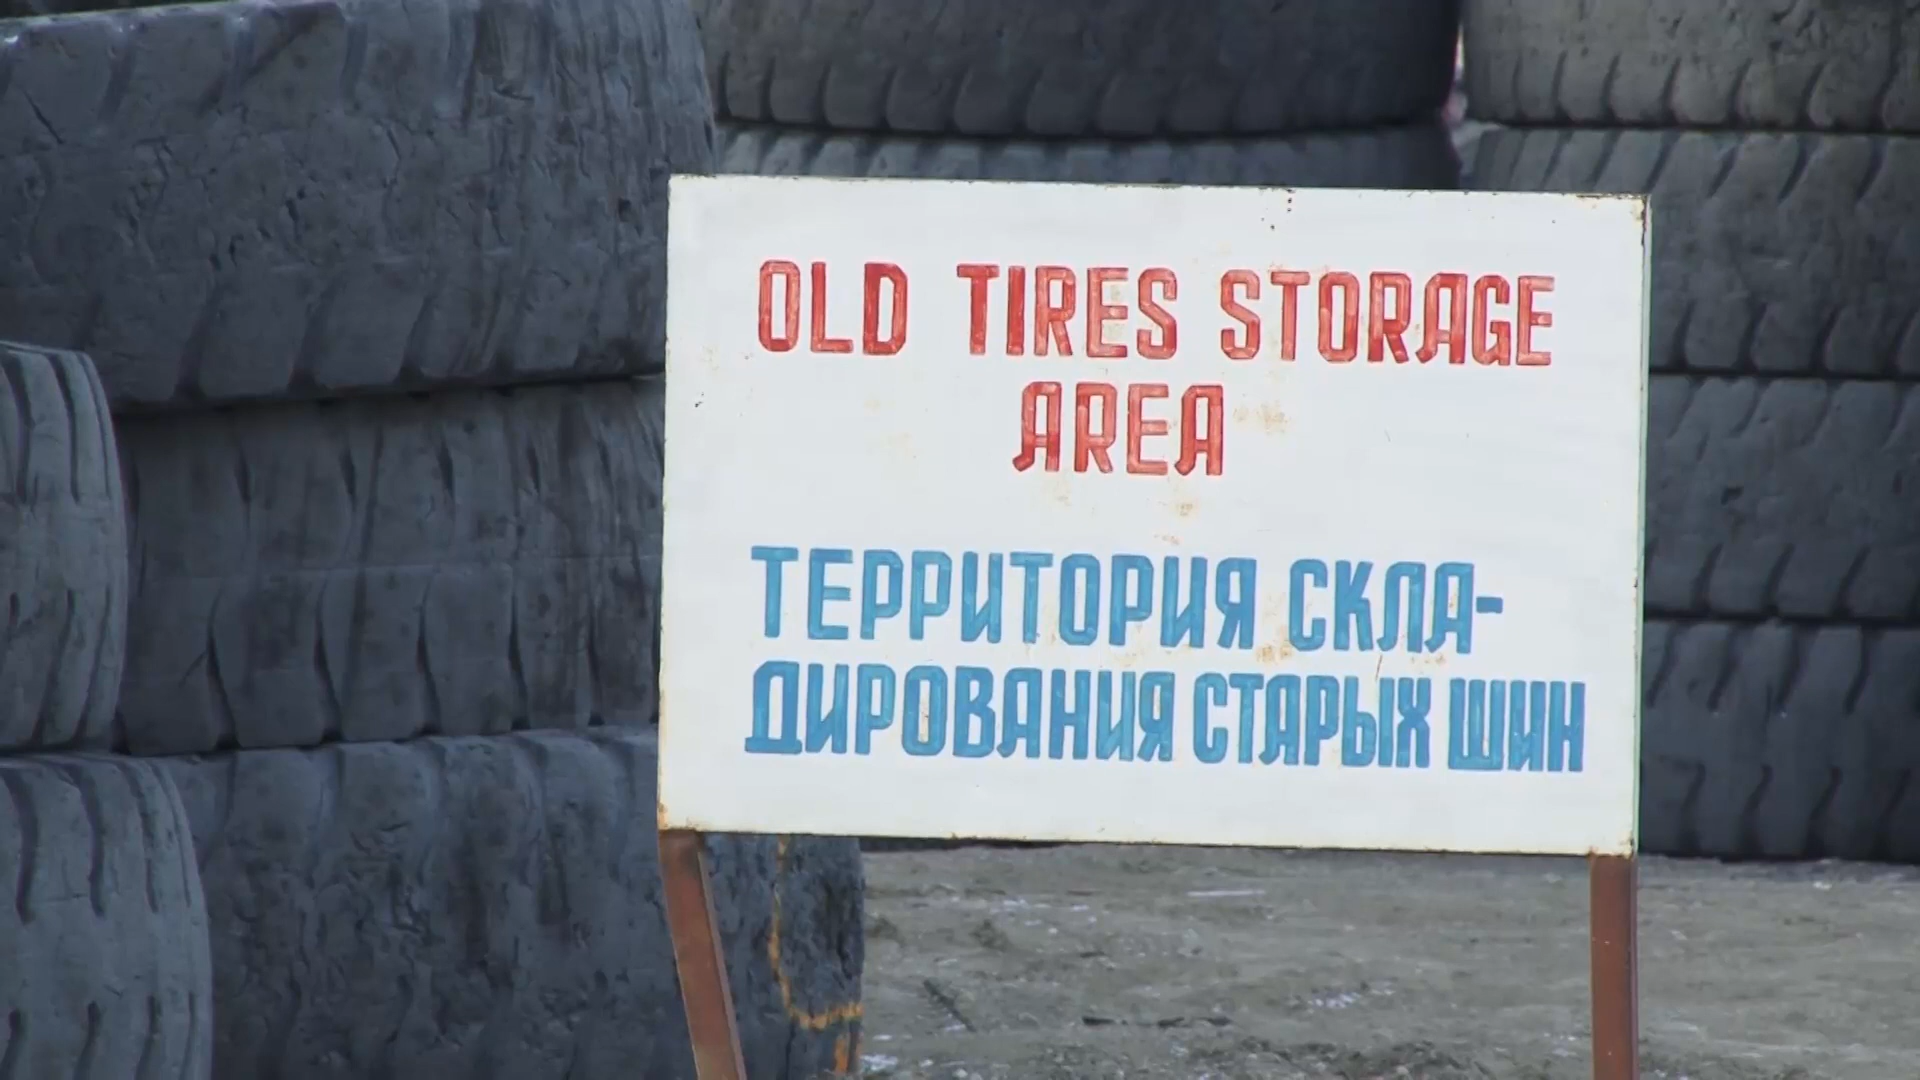 OLD TIRES STORAGE
AREA
ТЕРРИТОРИЯ СКЛА-
ДИРОВАНИЯ СТАРЫХ ШИН